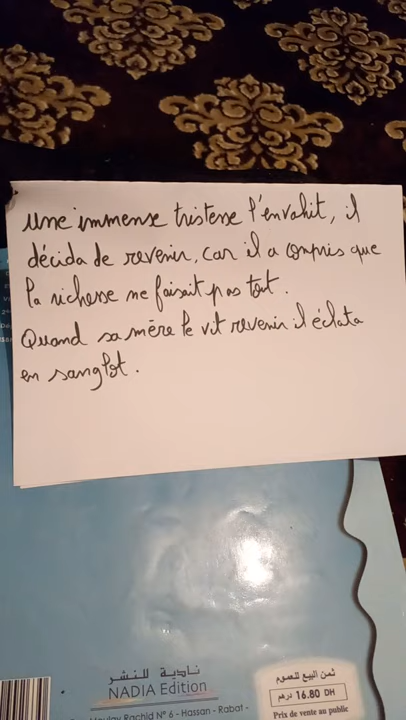 une immense tristesse l'envahit, il
décida de revenir, car il a compris que
la richesse ne faisait pas tout.
Quand sa mère le vit revenir il éclata
en sanglot.
نادية للنشر
NADIA Edition
Rachid N° 6 - Hassan - Rabat -
ثمن البيع للعموم
16.80 DH درهم
Prix de vente au public